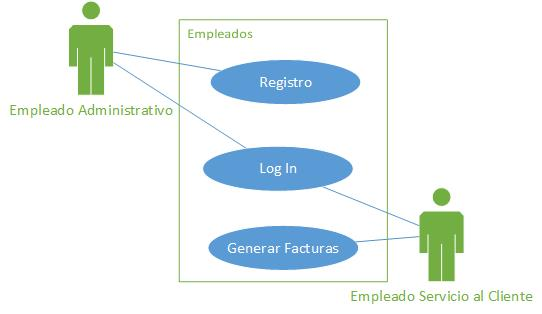 Empleados
Registro
Empleado Administrativo
Log In
Generar Facturas
Empleado Servicio al Cliente